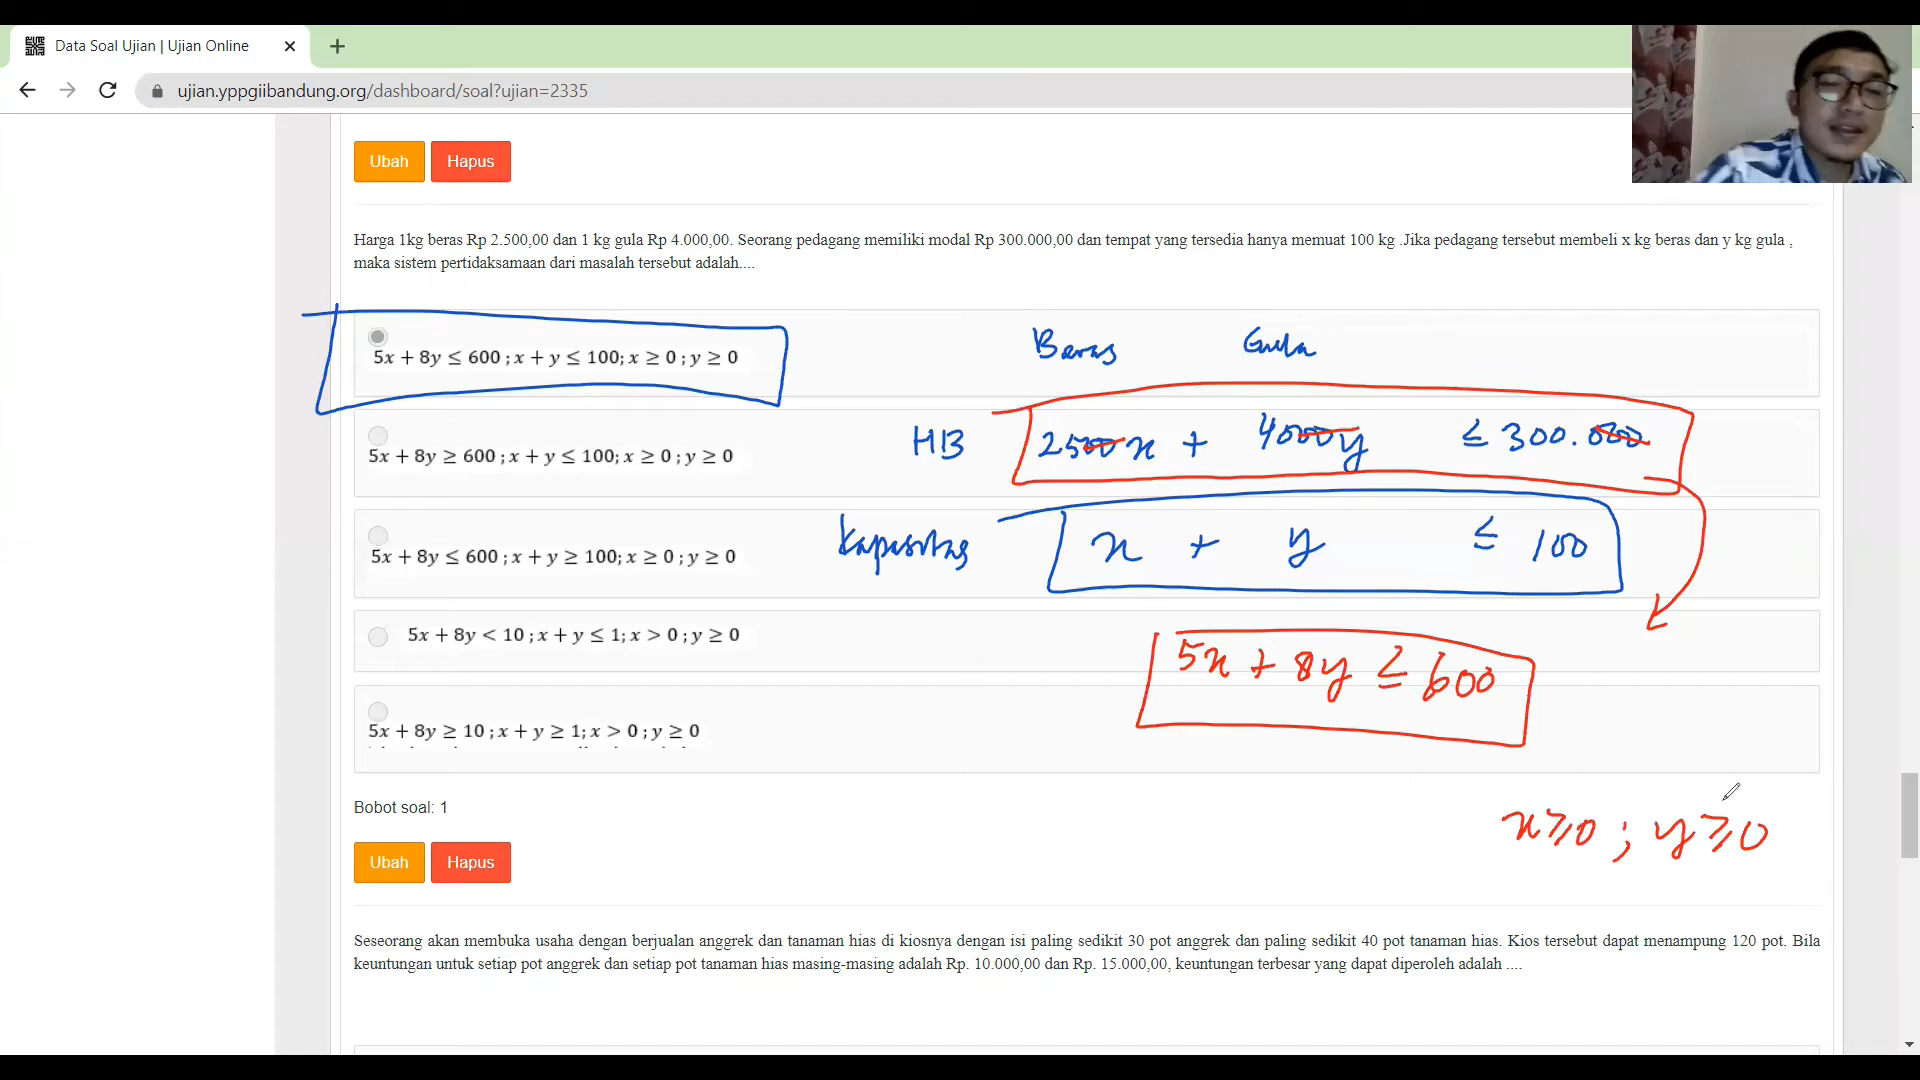 Data Soal Ujian | Ujian Online
ujian.yppgiibandung.org/dashboard/soal?ujian=2335
Ubah Hapus
Harga 1kg beras Rp 2.500,00 dan 1 kg gula Rp 4.000,00. Seorang pedagang memiliki modal Rp 300.000,00 dan tempat yang tersedia hanya memuat 100 kg .Jika pedagang tersebut membeli x kg beras dan y kg gula ,
maka sistem pertidaksamaan dari masalah tersebut adalah....
Beras Gula
5x + 8y ≤ 600 ; x + y ≤ 100; x ≥ 0 ; y ≥ 0
HB 2500x + 4000y ≤ 300.000
5x + 8y ≥ 600 ; x + y ≤ 100; x ≥ 0 ; y ≥ 0
Kapasitas x + y ≤ 100
5x + 8y ≤ 600 ; x + y ≥ 100; x ≥ 0 ; y ≥ 0
5x + 8y < 10 ; x + y ≤ 1; x > 0 ; y ≥ 0
5x + 8y ≤ 600
5x + 8y ≥ 10 ; x + y ≥ 1; x > 0 ; y ≥ 0
Bobot soal: 1
x ≥ 0 ; y ≥ 0
Ubah Hapus
Seseorang akan membuka usaha dengan berjualan anggrek dan tanaman hias di kiosnya dengan isi paling sedikit 30 pot anggrek dan paling sedikit 40 pot tanaman hias. Kios tersebut dapat menampung 120 pot. Bila
keuntungan untuk setiap pot anggrek dan setiap pot tanaman hias masing-masing adalah Rp. 10.000,00 dan Rp. 15.000,00, keuntungan terbesar yang dapat diperoleh adalah ....